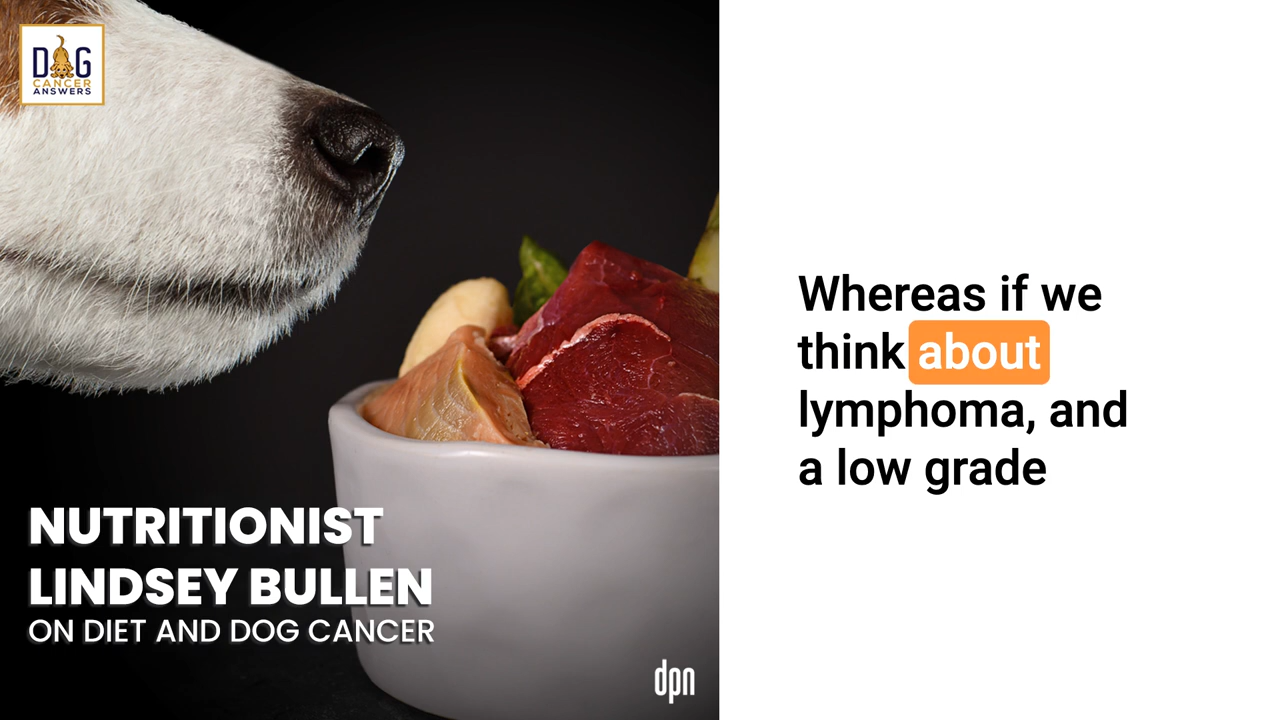 DOG
CANCER
ANSWERS
NUTRITIONIST
LINDSEY BULLEN
ON DIET AND DOG CANCER
dpn
Whereas if we
think about
lymphoma, and
a low grade